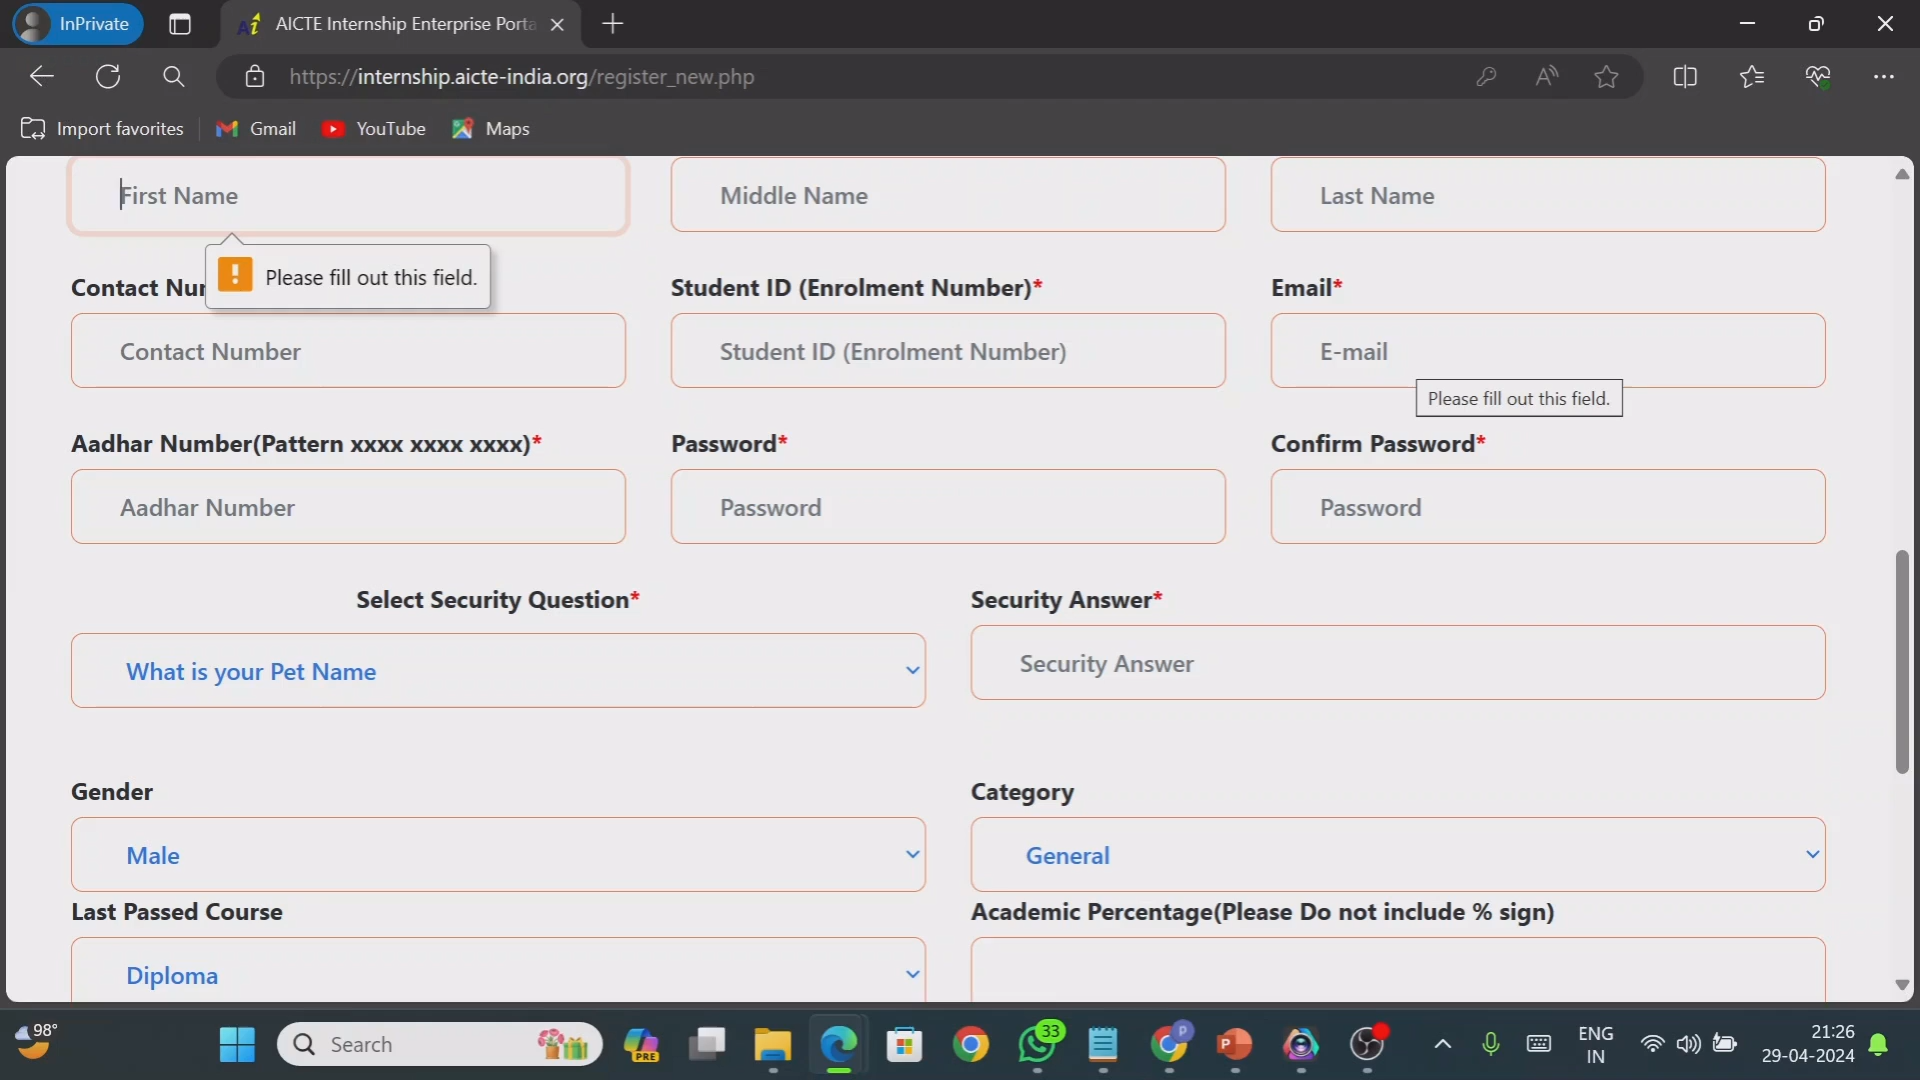 InPrivate
AICTE Internship Enterprise Porta
https://internship.aicte-india.org/register_new.php
Import favorites
Gmail
YouTube
Maps
First Name
Middle Name
Last Name
! Please fill out this field.
Contact Nu
Student ID (Enrolment Number)*
Email*
Contact Number
Student ID (Enrolment Number)
E-mail
Please fill out this field.
Aadhar Number(Pattern xxxx xxxx xxxx)*
Password*
Confirm Password*
Aadhar Number
Password
Password
Select Security Question*
Security Answer*
What is your Pet Name
Security Answer
Gender
Category
Male
General
Last Passed Course
Academic Percentage(Please Do not include % sign)
Diploma
98°
Search
PRE
33
P
P
ENG
IN
21:26
29-04-2024